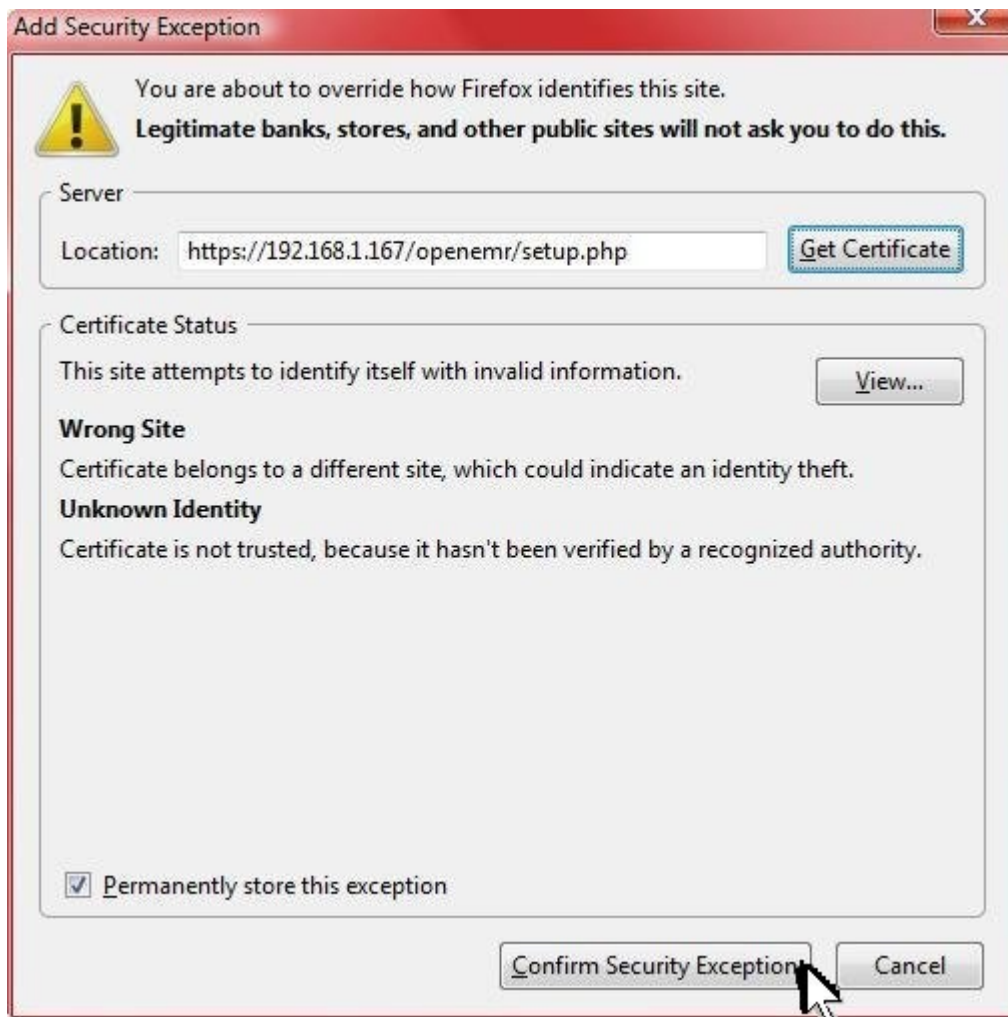 Add Security Exception
You are about to override how Firefox identifies this site.
Legitimate banks, stores, and other public sites will not ask you to do this.
Server
Location: https://192.168.1.167/openemr/setup.php Get Certificate
Certificate Status
This site attempts to identify itself with invalid information. View...
Wrong Site
Certificate belongs to a different site, which could indicate an identity theft.
Unknown Identity
Certificate is not trusted, because it hasn't been verified by a recognized authority.
Permanently store this exception
Confirm Security Exception Cancel